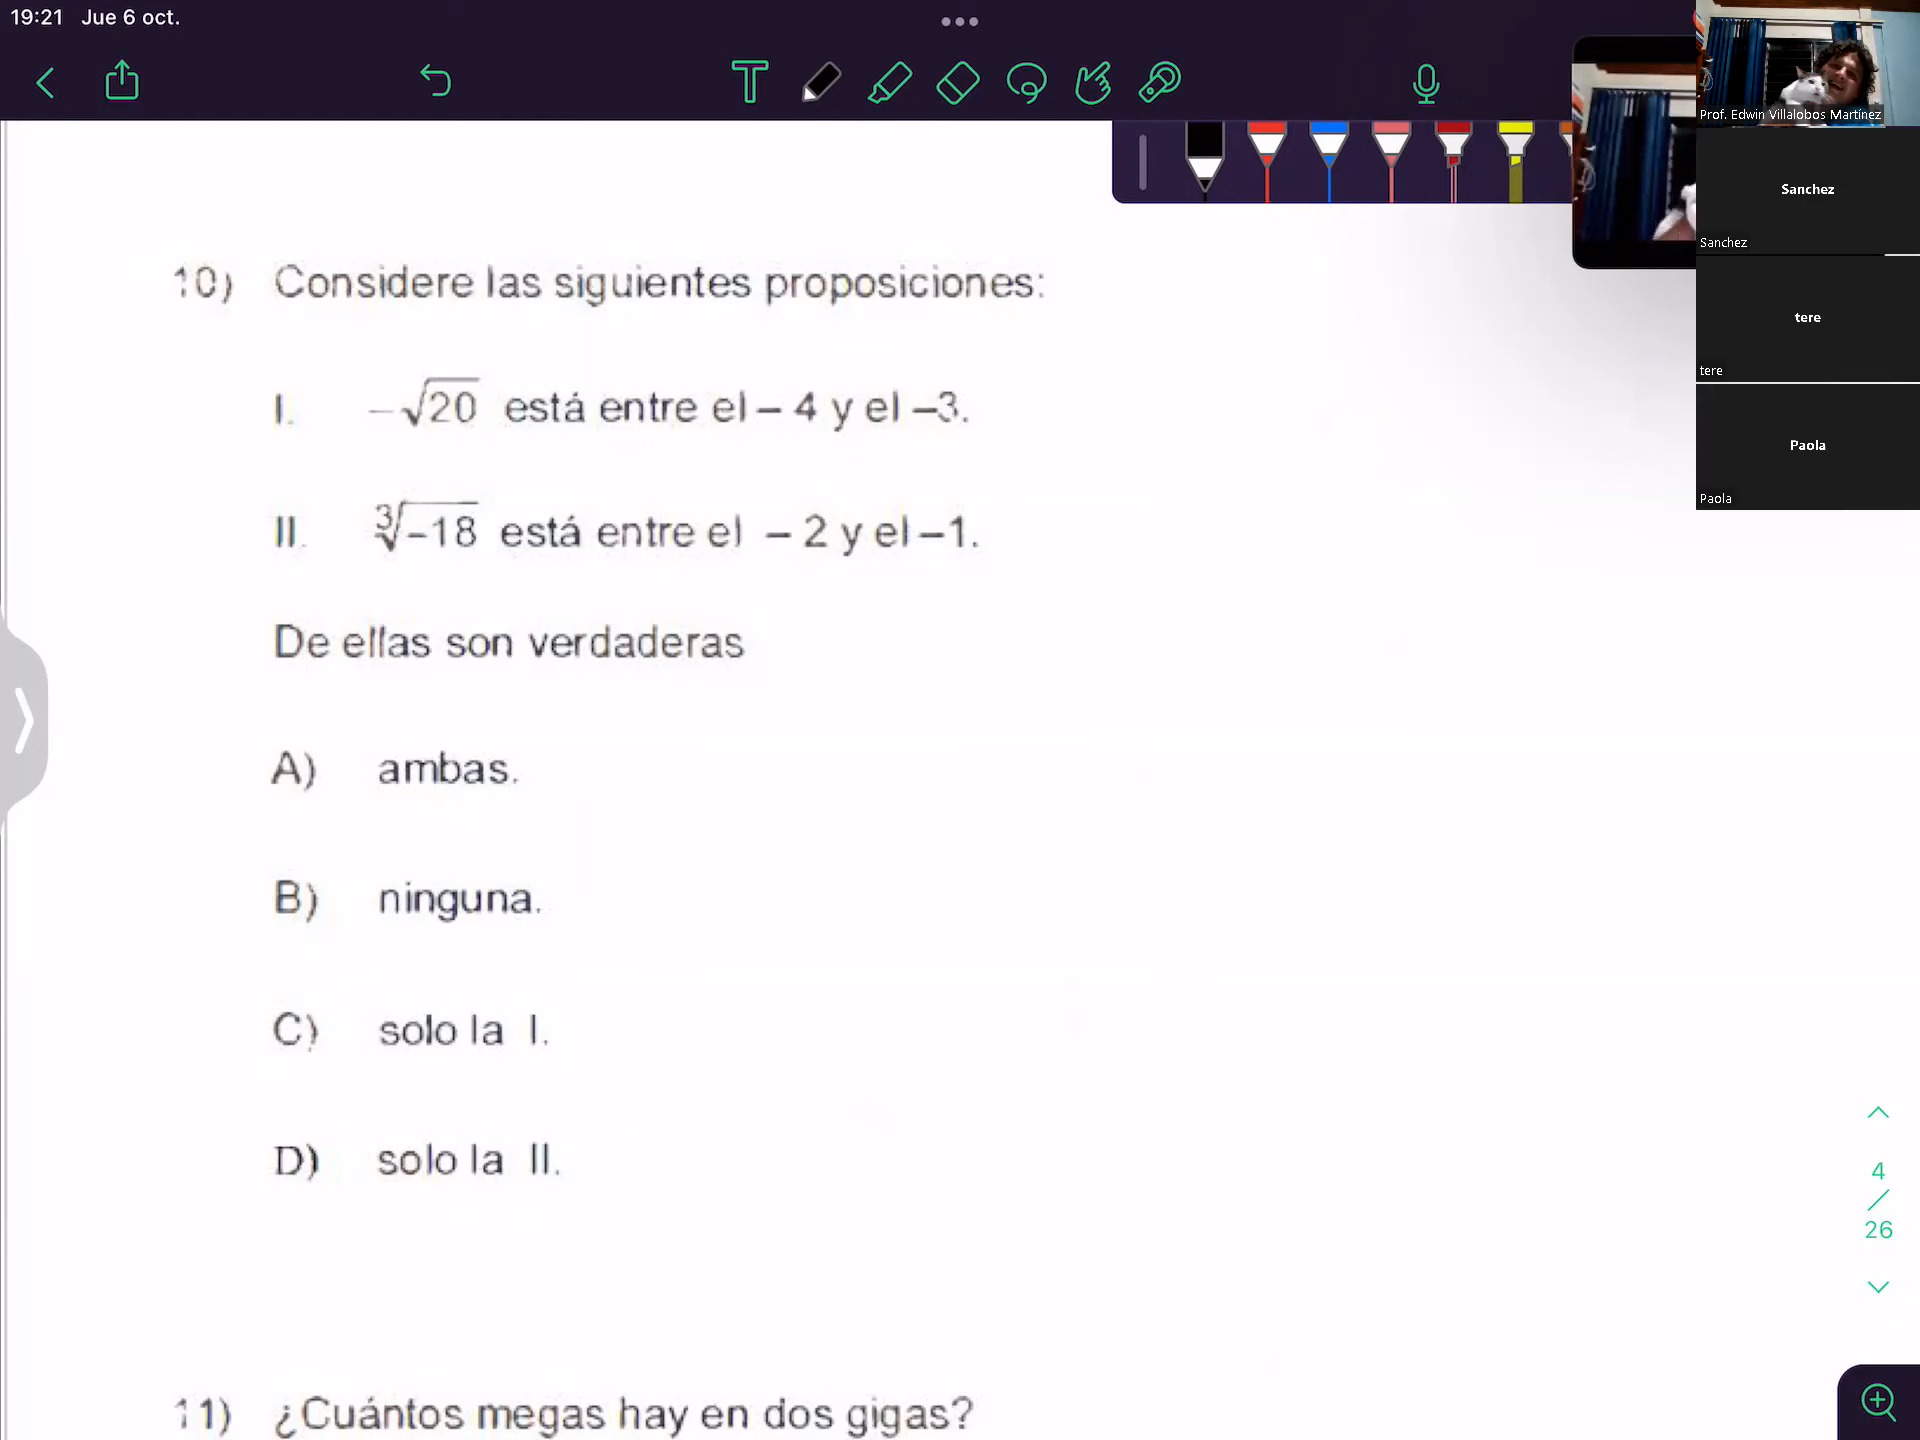 19:21 Jue 6 oct.
Prof. Edwin Villalobos Martínez
Sanchez
Sanchez
tere
tere
Paola
Paola
10) Considere las siguientes proposiciones:
I. −√20 está entre el – 4 y el –3.
II. ∛−18 está entre el – 2 y el –1.
De ellas son verdaderas
A) ambas.
B) ninguna.
C) solo la I.
D) solo la II.
4
/
26
11) ¿Cuántos megas hay en dos gigas?